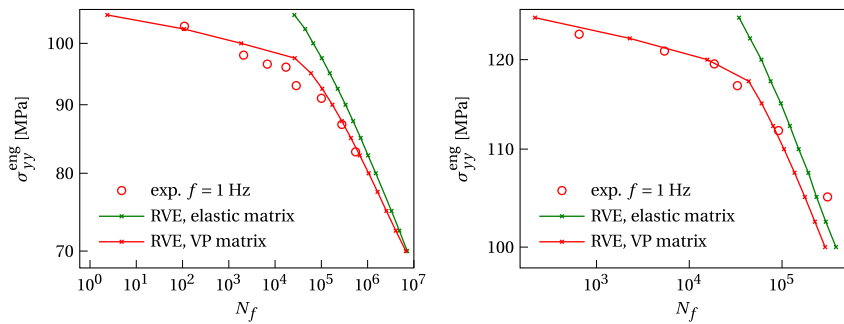 σ_yy^eng [MPa]
100
90
80
70
exp. f = 1 Hz
RVE, elastic matrix
RVE, VP matrix
10^0 10^1 10^2 10^3 10^4 10^5 10^6 10^7
N_f
σ_yy^eng [MPa]
120
110
100
exp. f = 1 Hz
RVE, elastic matrix
RVE, VP matrix
10^3 10^4 10^5
N_f